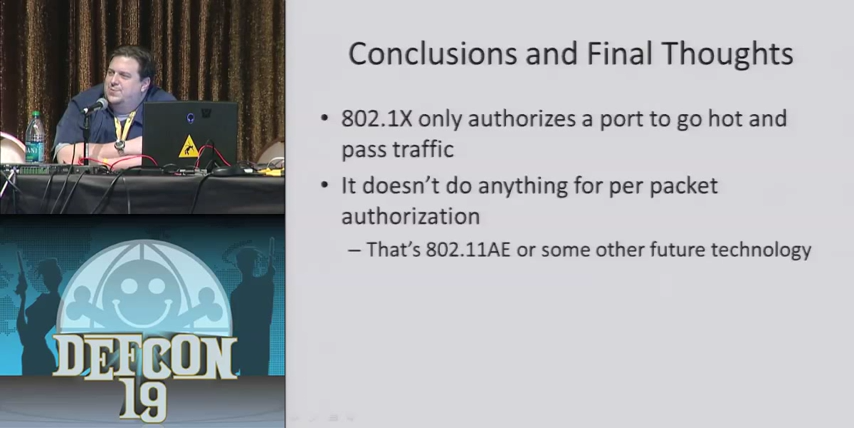 Conclusions and Final Thoughts
• 802.1X only authorizes a port to go hot and
pass traffic
• It doesn't do anything for per packet
authorization
– That's 802.11AE or some other future technology
DEFCON
19